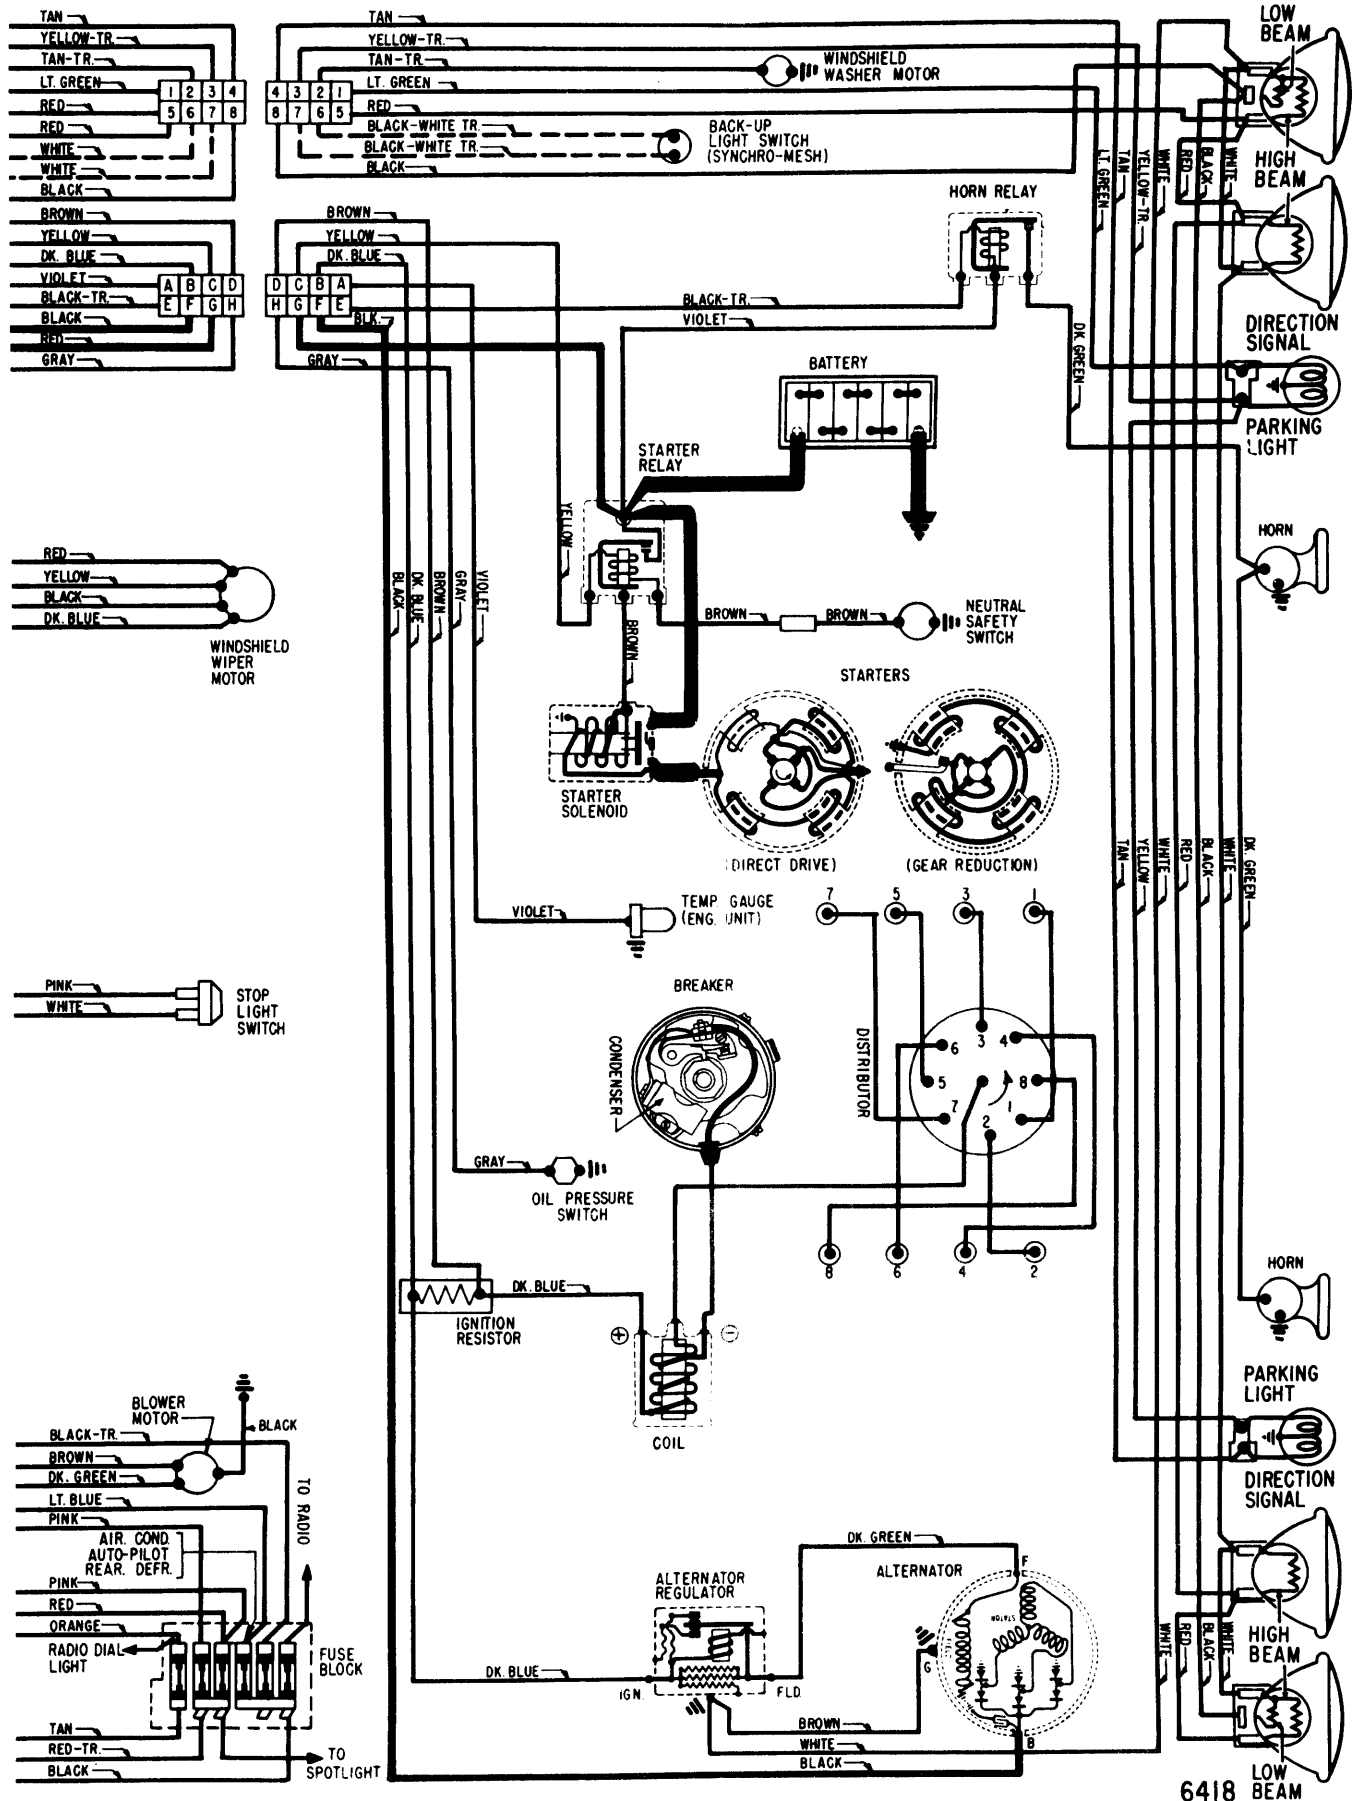 TAN
YELLOW-TR.
TAN-TR.
LT. GREEN
RED
RED
WHITE
WHITE
BLACK
1 2 3 4
5 6 7 8
4 3 2 1
8 7 6 5
TAN
YELLOW-TR.
TAN-TR.
LT. GREEN
RED
BLACK-WHITE TR.
BLACK-WHITE TR.
BLACK
WINDSHIELD
WASHER MOTOR
BACK-UP
LIGHT SWITCH
(SYNCHRO-MESH)
LOW
BEAM
HIGH
BEAM
LT. GREEN
TAN
YELLOW-TR.
WHITE
RED
BLACK
WHITE
BROWN
YELLOW
DK. BLUE
VIOLET
BLACK-TR.
BLACK
RED
GRAY
A B C D
E F G H
D C B A
H G F E
BROWN
YELLOW
DK. BLUE
BLK.
GRAY
BLACK-TR.
VIOLET
HORN RELAY
DK GREEN
DIRECTION
SIGNAL
PARKING
LIGHT
BATTERY
STARTER
RELAY
YELLOW
HORN
RED
YELLOW
BLACK
DK. BLUE
WINDSHIELD
WIPER
MOTOR
BLACK
DK. BLUE
BROWN
GRAY
VIOLET
BROWN
BROWN
BROWN
NEUTRAL
SAFETY
SWITCH
STARTERS
STARTER
SOLENOID
(DIRECT DRIVE)
(GEAR REDUCTION)
TAN
YELLOW
WHITE
RED
BLACK
WHITE
DK. GREEN
VIOLET
TEMP. GAUGE
(ENG. UNIT)
7 5 3 1
PINK
WHITE
STOP
LIGHT
SWITCH
BREAKER
CONDENSER
DISTRIBUTOR
3 4
6
5 8
7 1
2
GRAY
OIL PRESSURE
SWITCH
8 6 4 2
HORN
DK. BLUE
IGNITION
RESISTOR
+ -
COIL
PARKING
LIGHT
DIRECTION
SIGNAL
BLOWER
MOTOR
BLACK
BLACK-TR.
BROWN
DK. GREEN
LT. BLUE
PINK
AIR. COND.
AUTO-PILOT
REAR. DEFR.
TO RADIO
PINK
RED
ORANGE
RADIO DIAL
LIGHT
FUSE
BLOCK
TAN
RED-TR.
BLACK
TO
SPOTLIGHT
DK. GREEN
ALTERNATOR
REGULATOR
ALTERNATOR
F
STATOR
G
B
DK. BLUE
IGN.
FLD.
BROWN
WHITE
BLACK
WHITE
RED
BLACK
WHITE
HIGH
BEAM
LOW
BEAM
6418